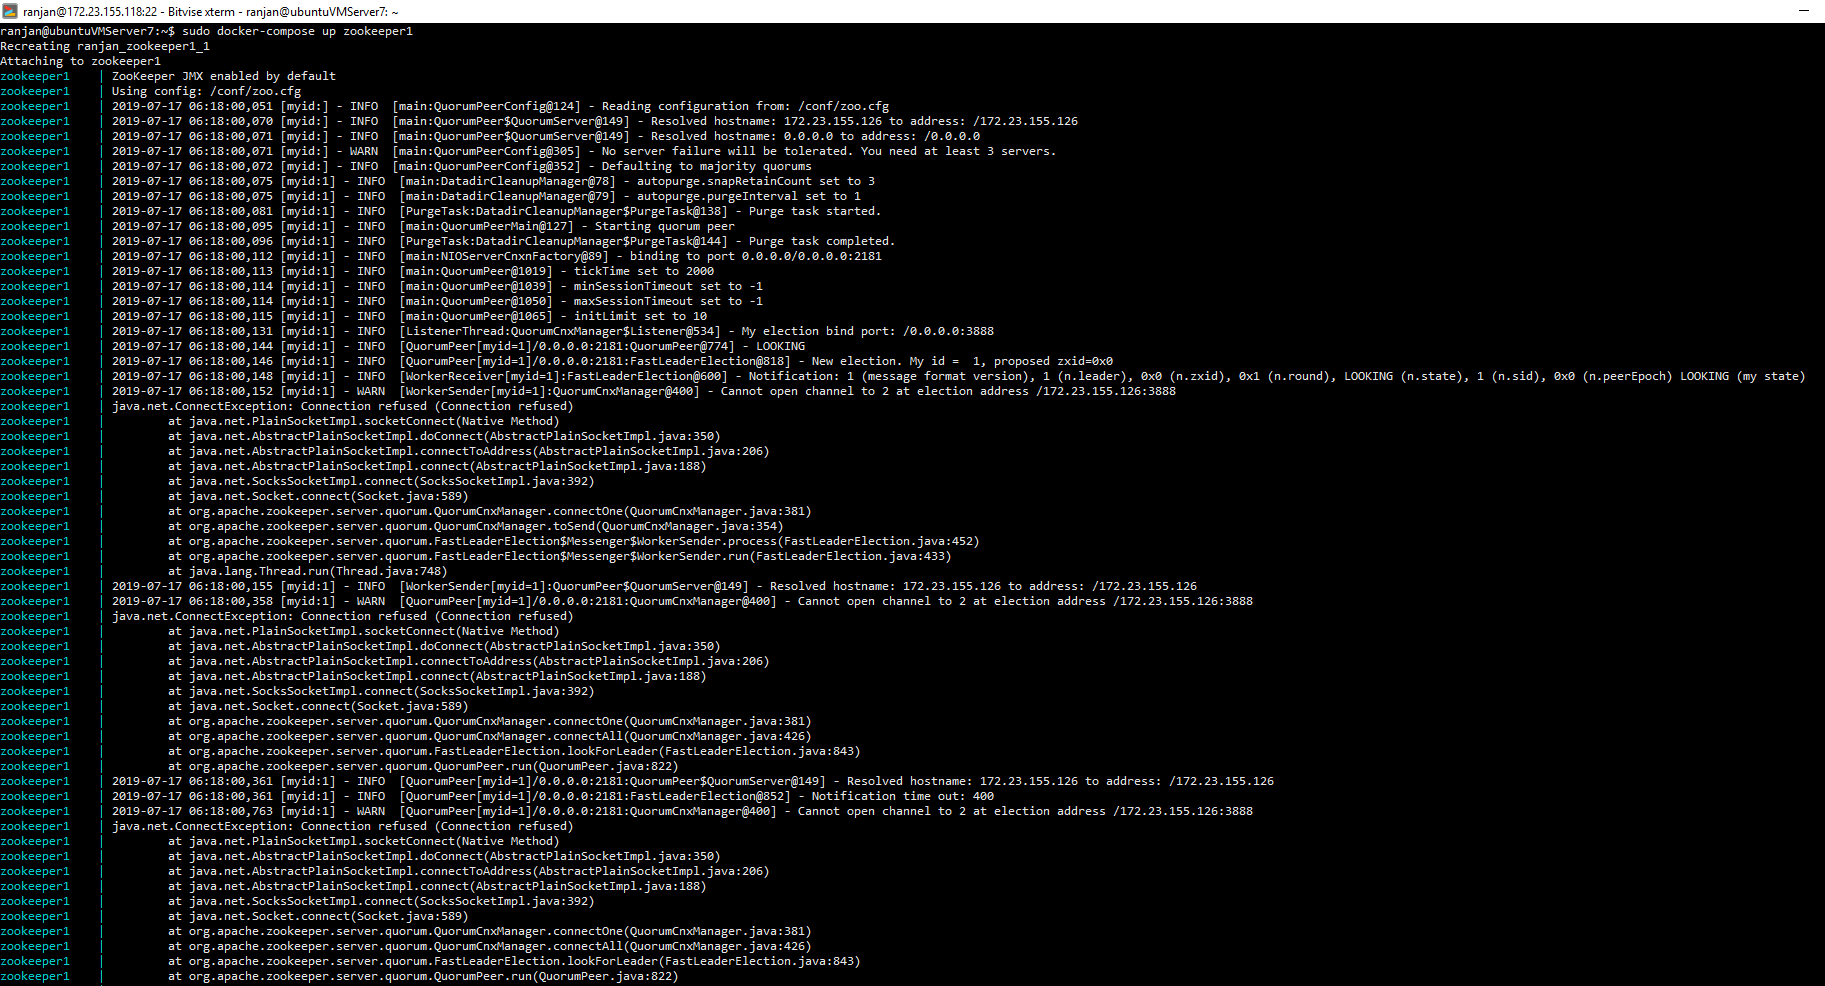 ranjan@172.23.155.118:22 - Bitvise xterm - ranjan@ubuntuVMServer7: ~
ranjan@ubuntuVMServer7:~$ sudo docker-compose up zookeeper1
Recreating ranjan_zookeeper1_1
Attaching to zookeeper1
zookeeper1    | ZooKeeper JMX enabled by default
zookeeper1    | Using config: /conf/zoo.cfg
zookeeper1    | 2019-07-17 06:18:00,051 [myid:] - INFO  [main:QuorumPeerConfig@124] - Reading configuration from: /conf/zoo.cfg
zookeeper1    | 2019-07-17 06:18:00,070 [myid:] - INFO  [main:QuorumPeer$QuorumServer@149] - Resolved hostname: 172.23.155.126 to address: /172.23.155.126
zookeeper1    | 2019-07-17 06:18:00,071 [myid:] - INFO  [main:QuorumPeer$QuorumServer@149] - Resolved hostname: 0.0.0.0 to address: /0.0.0.0
zookeeper1    | 2019-07-17 06:18:00,071 [myid:] - WARN  [main:QuorumPeerConfig@305] - No server failure will be tolerated. You need at least 3 servers.
zookeeper1    | 2019-07-17 06:18:00,072 [myid:] - INFO  [main:QuorumPeerConfig@352] - Defaulting to majority quorums
zookeeper1    | 2019-07-17 06:18:00,075 [myid:1] - INFO  [main:DatadirCleanupManager@78] - autopurge.snapRetainCount set to 3
zookeeper1    | 2019-07-17 06:18:00,075 [myid:1] - INFO  [main:DatadirCleanupManager@79] - autopurge.purgeInterval set to 1
zookeeper1    | 2019-07-17 06:18:00,081 [myid:1] - INFO  [PurgeTask:DatadirCleanupManager$PurgeTask@138] - Purge task started.
zookeeper1    | 2019-07-17 06:18:00,095 [myid:1] - INFO  [main:QuorumPeerMain@127] - Starting quorum peer
zookeeper1    | 2019-07-17 06:18:00,096 [myid:1] - INFO  [PurgeTask:DatadirCleanupManager$PurgeTask@144] - Purge task completed.
zookeeper1    | 2019-07-17 06:18:00,112 [myid:1] - INFO  [main:NIOServerCnxnFactory@89] - binding to port 0.0.0.0/0.0.0.0:2181
zookeeper1    | 2019-07-17 06:18:00,113 [myid:1] - INFO  [main:QuorumPeer@1019] - tickTime set to 2000
zookeeper1    | 2019-07-17 06:18:00,114 [myid:1] - INFO  [main:QuorumPeer@1039] - minSessionTimeout set to -1
zookeeper1    | 2019-07-17 06:18:00,114 [myid:1] - INFO  [main:QuorumPeer@1050] - maxSessionTimeout set to -1
zookeeper1    | 2019-07-17 06:18:00,115 [myid:1] - INFO  [main:QuorumPeer@1065] - initLimit set to 10
zookeeper1    | 2019-07-17 06:18:00,131 [myid:1] - INFO  [ListenerThread:QuorumCnxManager$Listener@534] - My election bind port: /0.0.0.0:3888
zookeeper1    | 2019-07-17 06:18:00,144 [myid:1] - INFO  [QuorumPeer[myid=1]/0.0.0.0:2181:QuorumPeer@774] - LOOKING
zookeeper1    | 2019-07-17 06:18:00,146 [myid:1] - INFO  [QuorumPeer[myid=1]/0.0.0.0:2181:FastLeaderElection@818] - New election. My id =  1, proposed zxid=0x0
zookeeper1    | 2019-07-17 06:18:00,148 [myid:1] - INFO  [WorkerReceiver[myid=1]:FastLeaderElection@600] - Notification: 1 (message format version), 1 (n.leader), 0x0 (n.zxid), 0x1 (n.round), LOOKING (n.state), 1 (n.sid), 0x0 (n.peerEpoch) LOOKING (my state)
zookeeper1    | 2019-07-17 06:18:00,152 [myid:1] - WARN  [WorkerSender[myid=1]:QuorumCnxManager@400] - Cannot open channel to 2 at election address /172.23.155.126:3888
zookeeper1    | java.net.ConnectException: Connection refused (Connection refused)
zookeeper1    |         at java.net.PlainSocketImpl.socketConnect(Native Method)
zookeeper1    |         at java.net.AbstractPlainSocketImpl.doConnect(AbstractPlainSocketImpl.java:350)
zookeeper1    |         at java.net.AbstractPlainSocketImpl.connectToAddress(AbstractPlainSocketImpl.java:206)
zookeeper1    |         at java.net.AbstractPlainSocketImpl.connect(AbstractPlainSocketImpl.java:188)
zookeeper1    |         at java.net.SocksSocketImpl.connect(SocksSocketImpl.java:392)
zookeeper1    |         at java.net.Socket.connect(Socket.java:589)
zookeeper1    |         at org.apache.zookeeper.server.quorum.QuorumCnxManager.connectOne(QuorumCnxManager.java:381)
zookeeper1    |         at org.apache.zookeeper.server.quorum.QuorumCnxManager.toSend(QuorumCnxManager.java:354)
zookeeper1    |         at org.apache.zookeeper.server.quorum.FastLeaderElection$Messenger$WorkerSender.process(FastLeaderElection.java:452)
zookeeper1    |         at org.apache.zookeeper.server.quorum.FastLeaderElection$Messenger$WorkerSender.run(FastLeaderElection.java:433)
zookeeper1    |         at java.lang.Thread.run(Thread.java:748)
zookeeper1    | 2019-07-17 06:18:00,155 [myid:1] - INFO  [WorkerSender[myid=1]:QuorumPeer$QuorumServer@149] - Resolved hostname: 172.23.155.126 to address: /172.23.155.126
zookeeper1    | 2019-07-17 06:18:00,358 [myid:1] - WARN  [QuorumPeer[myid=1]/0.0.0.0:2181:QuorumCnxManager@400] - Cannot open channel to 2 at election address /172.23.155.126:3888
zookeeper1    | java.net.ConnectException: Connection refused (Connection refused)
zookeeper1    |         at java.net.PlainSocketImpl.socketConnect(Native Method)
zookeeper1    |         at java.net.AbstractPlainSocketImpl.doConnect(AbstractPlainSocketImpl.java:350)
zookeeper1    |         at java.net.AbstractPlainSocketImpl.connectToAddress(AbstractPlainSocketImpl.java:206)
zookeeper1    |         at java.net.AbstractPlainSocketImpl.connect(AbstractPlainSocketImpl.java:188)
zookeeper1    |         at java.net.SocksSocketImpl.connect(SocksSocketImpl.java:392)
zookeeper1    |         at java.net.Socket.connect(Socket.java:589)
zookeeper1    |         at org.apache.zookeeper.server.quorum.QuorumCnxManager.connectOne(QuorumCnxManager.java:381)
zookeeper1    |         at org.apache.zookeeper.server.quorum.QuorumCnxManager.connectAll(QuorumCnxManager.java:426)
zookeeper1    |         at org.apache.zookeeper.server.quorum.FastLeaderElection.lookForLeader(FastLeaderElection.java:843)
zookeeper1    |         at org.apache.zookeeper.server.quorum.QuorumPeer.run(QuorumPeer.java:822)
zookeeper1    | 2019-07-17 06:18:00,361 [myid:1] - INFO  [QuorumPeer[myid=1]/0.0.0.0:2181:QuorumPeer$QuorumServer@149] - Resolved hostname: 172.23.155.126 to address: /172.23.155.126
zookeeper1    | 2019-07-17 06:18:00,361 [myid:1] - INFO  [QuorumPeer[myid=1]/0.0.0.0:2181:FastLeaderElection@852] - Notification time out: 400
zookeeper1    | 2019-07-17 06:18:00,763 [myid:1] - WARN  [QuorumPeer[myid=1]/0.0.0.0:2181:QuorumCnxManager@400] - Cannot open channel to 2 at election address /172.23.155.126:3888
zookeeper1    | java.net.ConnectException: Connection refused (Connection refused)
zookeeper1    |         at java.net.PlainSocketImpl.socketConnect(Native Method)
zookeeper1    |         at java.net.AbstractPlainSocketImpl.doConnect(AbstractPlainSocketImpl.java:350)
zookeeper1    |         at java.net.AbstractPlainSocketImpl.connectToAddress(AbstractPlainSocketImpl.java:206)
zookeeper1    |         at java.net.AbstractPlainSocketImpl.connect(AbstractPlainSocketImpl.java:188)
zookeeper1    |         at java.net.SocksSocketImpl.connect(SocksSocketImpl.java:392)
zookeeper1    |         at java.net.Socket.connect(Socket.java:589)
zookeeper1    |         at org.apache.zookeeper.server.quorum.QuorumCnxManager.connectOne(QuorumCnxManager.java:381)
zookeeper1    |         at org.apache.zookeeper.server.quorum.QuorumCnxManager.connectAll(QuorumCnxManager.java:426)
zookeeper1    |         at org.apache.zookeeper.server.quorum.FastLeaderElection.lookForLeader(FastLeaderElection.java:843)
zookeeper1    |         at org.apache.zookeeper.server.quorum.QuorumPeer.run(QuorumPeer.java:822)